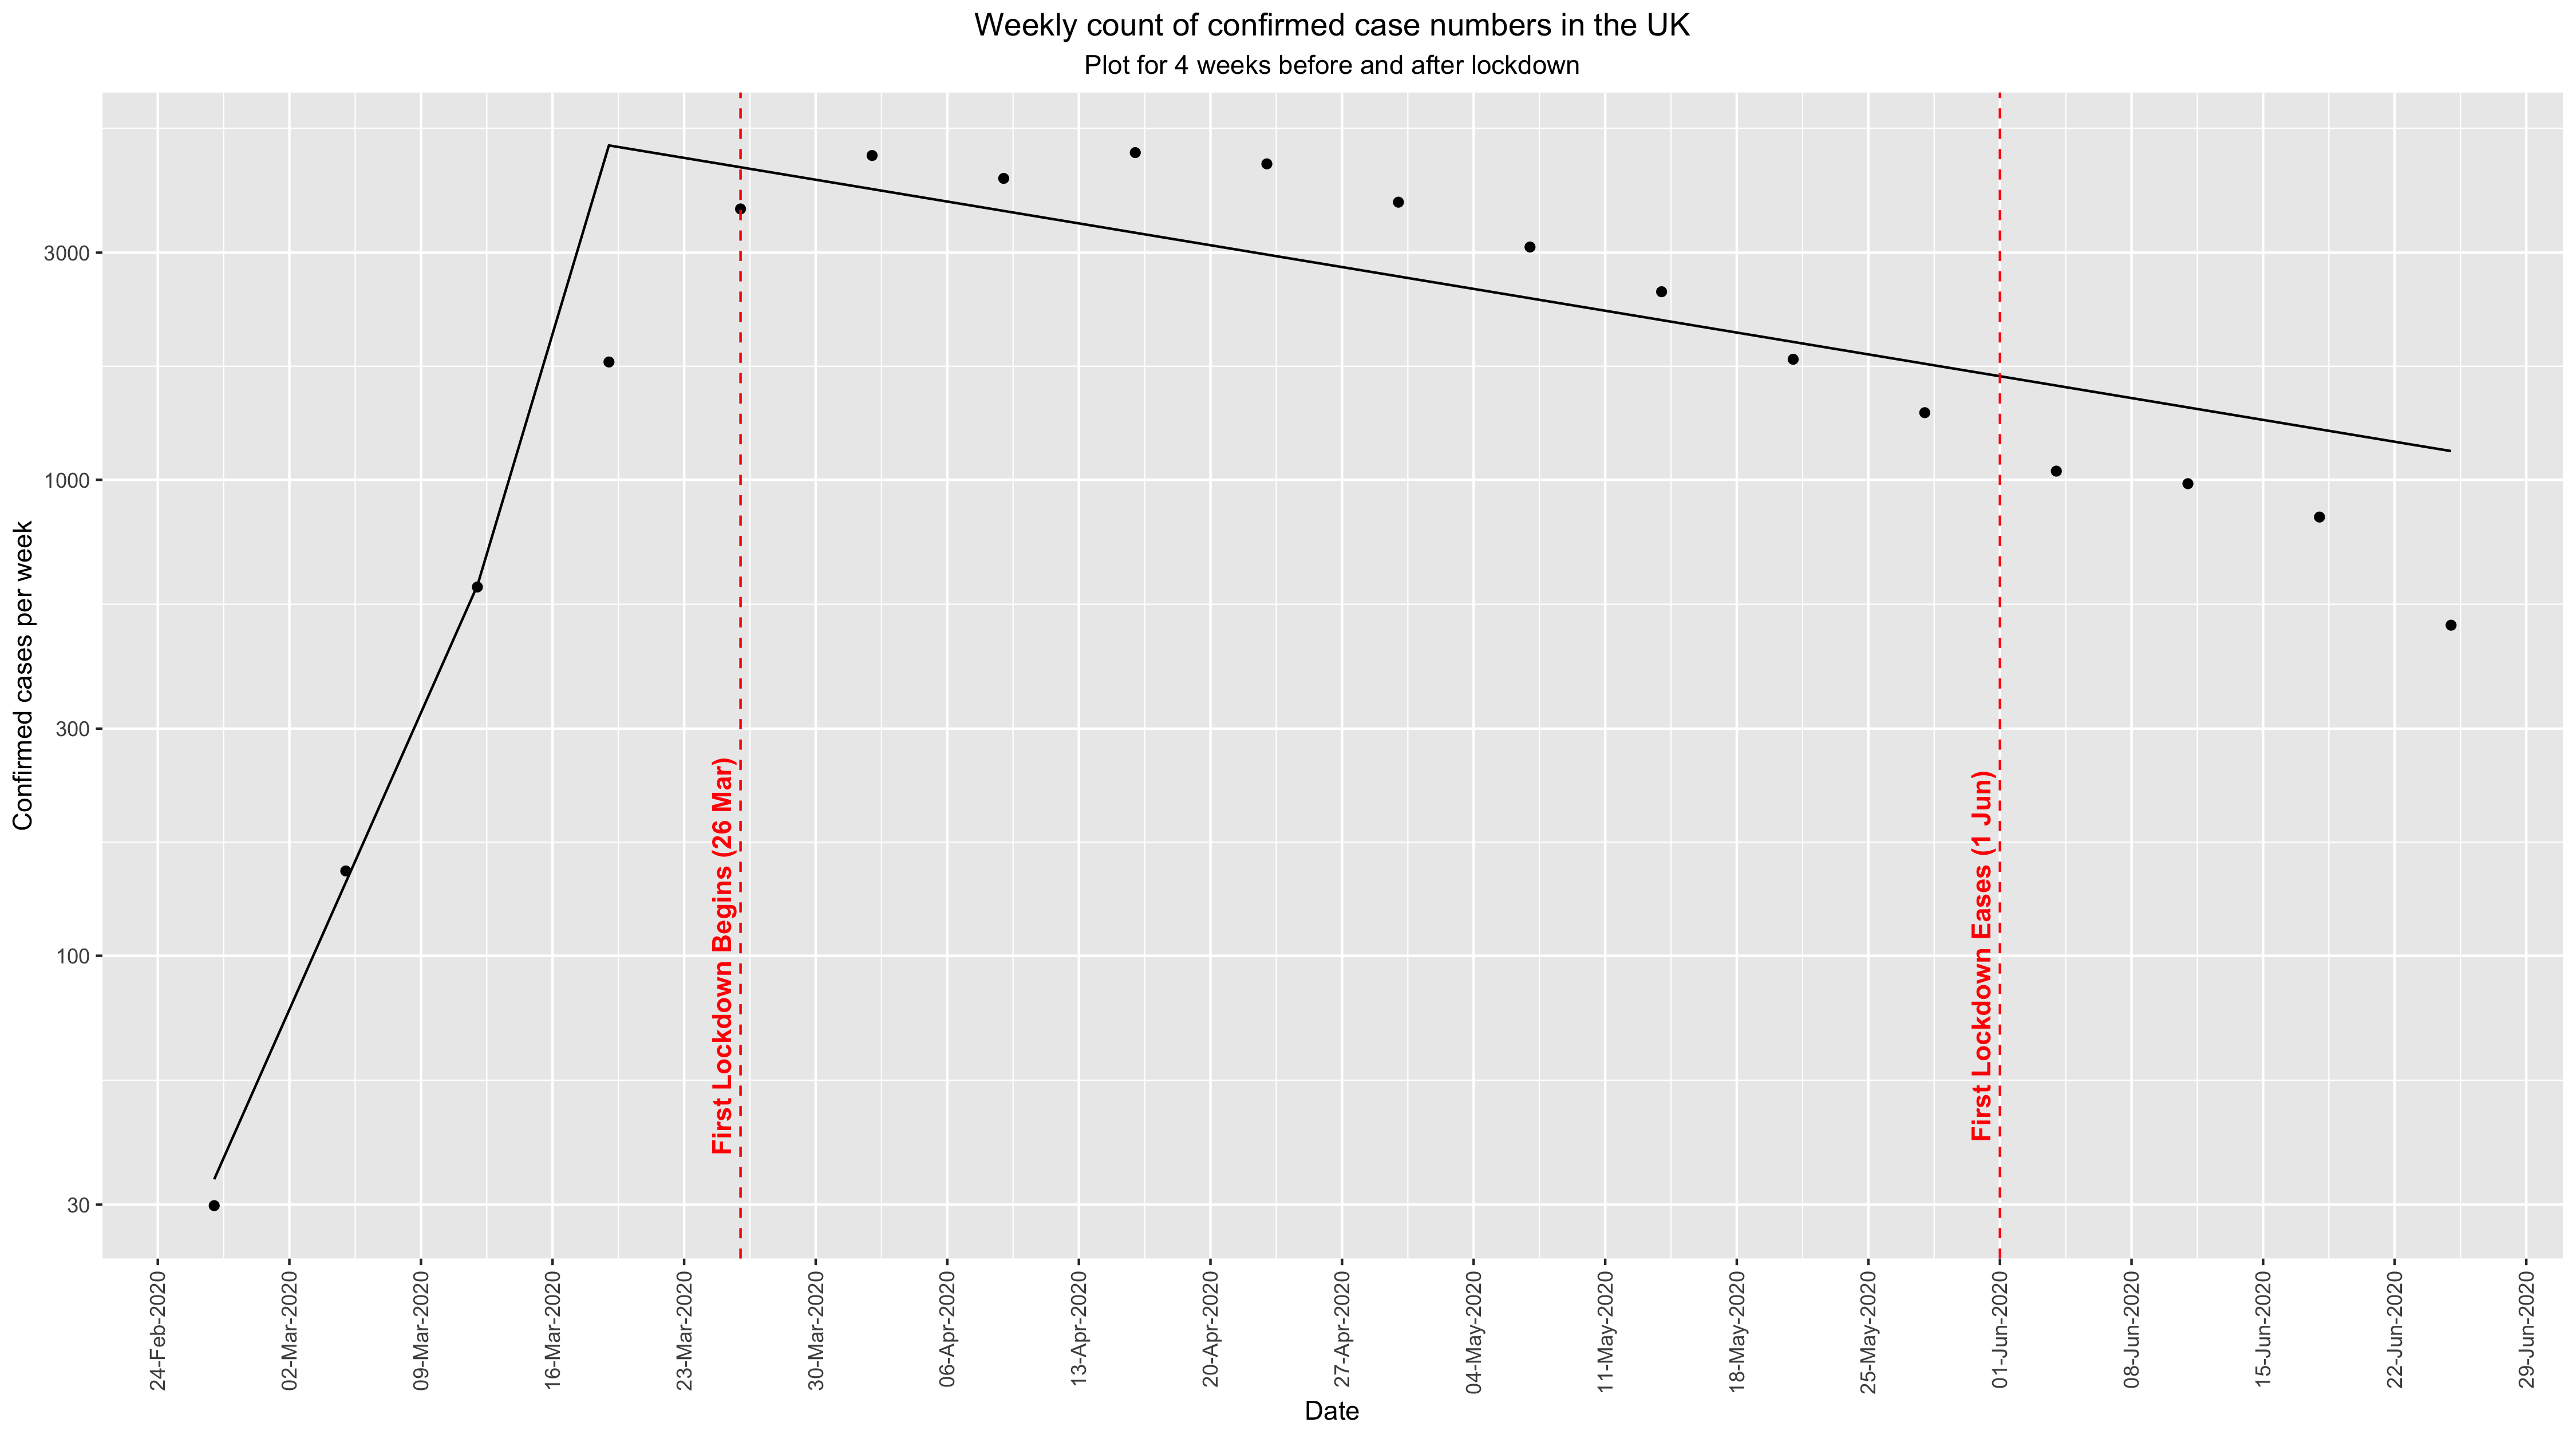 Weekly count of confirmed case numbers in the UK
Plot for 4 weeks before and after lockdown
Confirmed cases per week
3000
1000
300
100
30
First Lockdown Begins (26 Mar)
First Lockdown Eases (1 Jun)
24-Feb-2020
02-Mar-2020
09-Mar-2020
16-Mar-2020
23-Mar-2020
30-Mar-2020
06-Apr-2020
13-Apr-2020
20-Apr-2020
27-Apr-2020
04-May-2020
11-May-2020
18-May-2020
25-May-2020
01-Jun-2020
08-Jun-2020
15-Jun-2020
22-Jun-2020
29-Jun-2020
Date